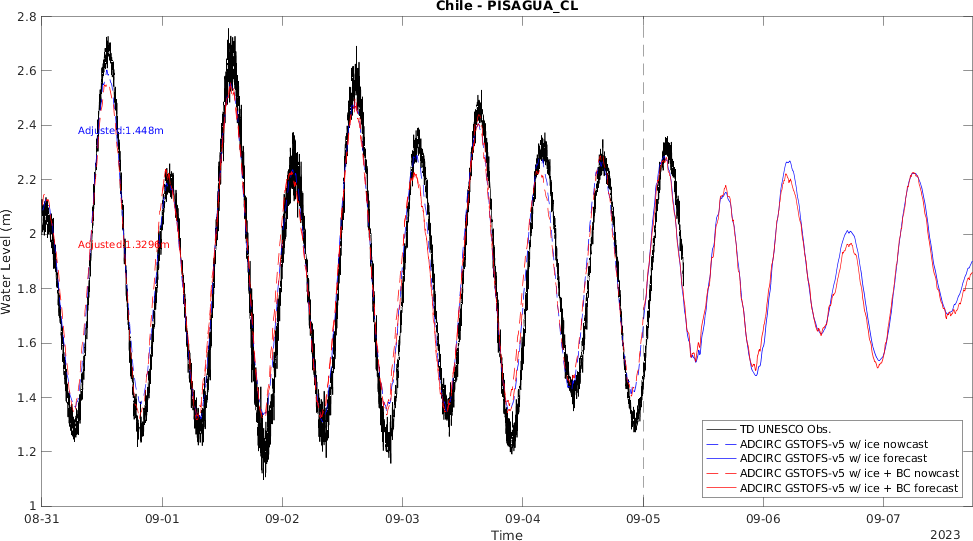 Chile - PISAGUA_CL
2.8
2.6
2.4
2.2
2
1.8
1.6
1.4
1.2
1
Water Level (m)
Adjusted:1.448m
Adjusted:1.3296m
TD UNESCO Obs.
ADCIRC GSTOFS-v5 w/ ice nowcast
ADCIRC GSTOFS-v5 w/ ice forecast
ADCIRC GSTOFS-v5 w/ ice + BC nowcast
ADCIRC GSTOFS-v5 w/ ice + BC forecast
08-31 09-01 09-02 09-03 09-04 09-05 09-06 09-07
Time
2023